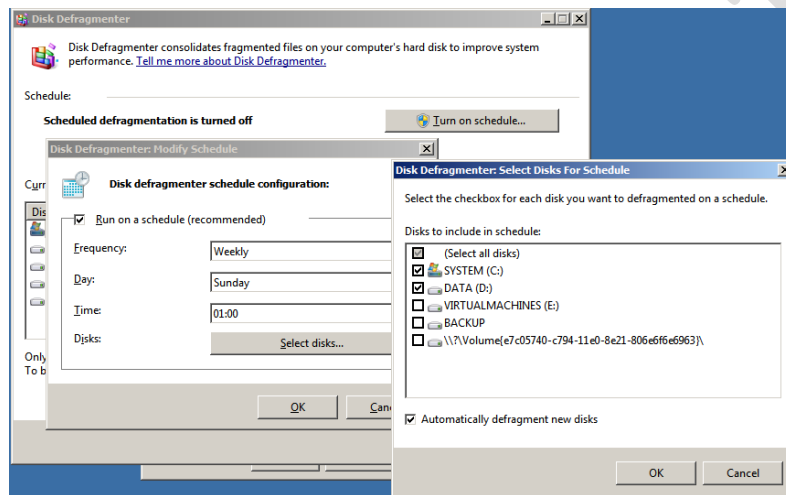 Disk Defragmenter
Disk Defragmenter consolidates fragmented files on your computer's hard disk to improve system
performance. Tell me more about Disk Defragmenter.
Schedule:
Scheduled defragmentation is turned off
Turn on schedule...
Disk Defragmenter: Modify Schedule
Disk defragmenter schedule configuration:
Run on a schedule (recommended)
Frequency:
Weekly
Day:
Sunday
Time:
01:00
Disks:
Select disks...
OK
Disk Defragmenter: Select Disks For Schedule
Select the checkbox for each disk you want to defragmented on a schedule.
Disks to include in schedule:
(Select all disks)
SYSTEM (C:)
DATA (D:)
VIRTUALMACHINES (E:)
BACKUP
\\?\Volume{e7c05740-c794-11e0-8e21-806e6f6e6963}\
Automatically defragment new disks
OK
Cancel